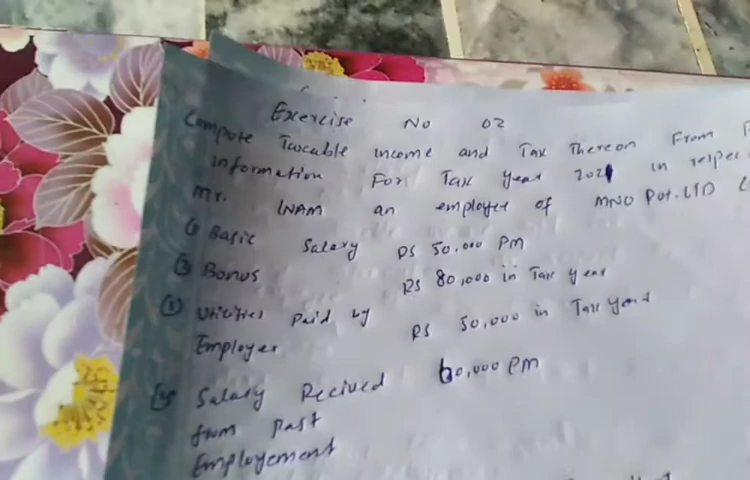 Exercise No 02
Compute Taxable income and Tax Thereon From
information For Tax year 2021 in respec
Mr. INAM an employee of MNO Pvt. LTD
(1) Basic Salary RS 50,000 PM
(2) Bonus RS 80,000 in Tax year
(3) Utilities Paid by RS 50,000 in Tax year
Employer
(4) Salary Recived 60,000 PM
from Past
Employement